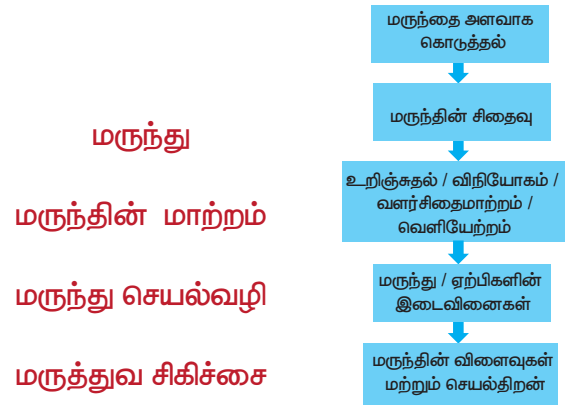 மருந்து
மருந்தின் மாற்றம்
மருந்து செயல்வழி
மருத்துவ சிகிச்சை
மருந்தை அளவாக
கொடுத்தல்
மருந்தின் சிதைவு
உறிஞ்சுதல் / விநியோகம் /
வளர்சிதைமாற்றம் /
வெளியேற்றம்
மருந்து / ஏற்பிகளின்
இடைவினைகள்
மருந்தின் விளைவுகள்
மற்றும் செயல்திறன்